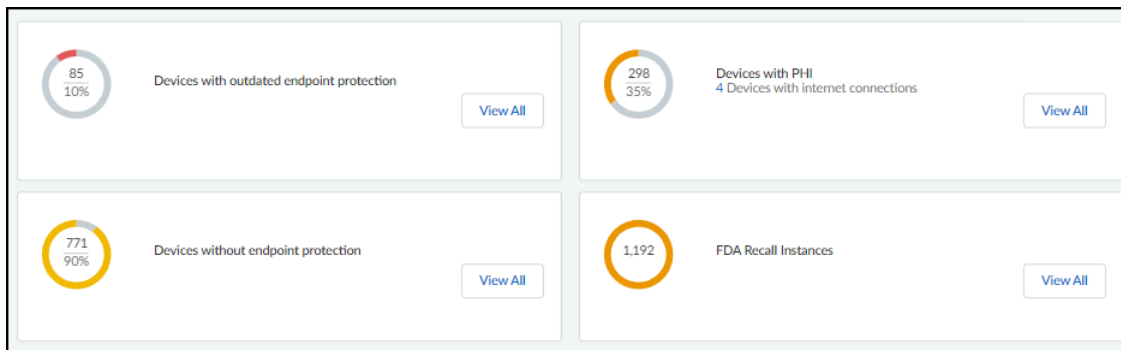 85
10%
Devices with outdated endpoint protection
View All
298
35%
Devices with PHI
4 Devices with internet connections
View All
771
90%
Devices without endpoint protection
View All
1,192
FDA Recall Instances
View All